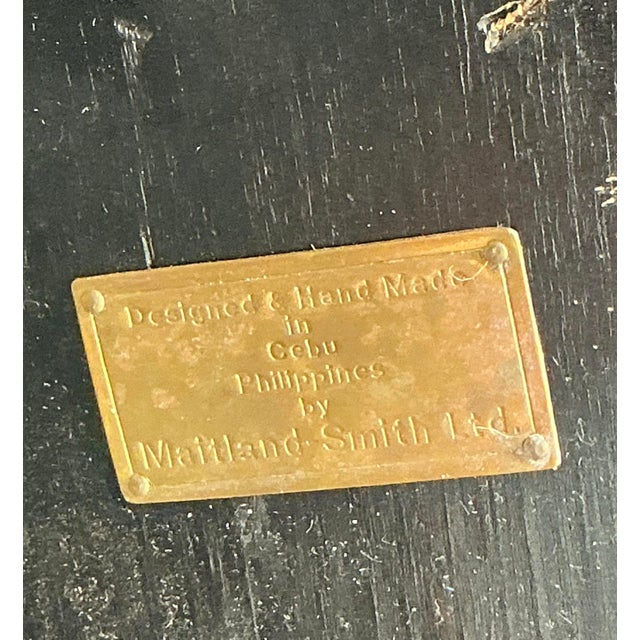 Designed & Hand Made
in
Cebu
Philippines
by
Maitland-Smith Ltd.